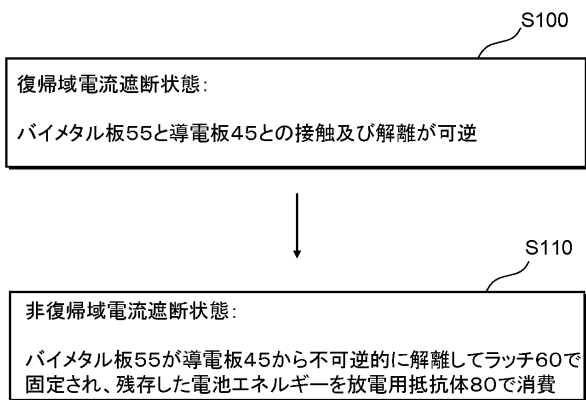 S100
復帰域電流遮断状態:
バイメタル板55と導電板45との接触及び解離が可逆
S110
非復帰域電流遮断状態:
バイメタル板55が導電板45から不可逆的に解離してラッチ60で
固定され、残存した電池エネルギーを放電用抵抗体80で消費